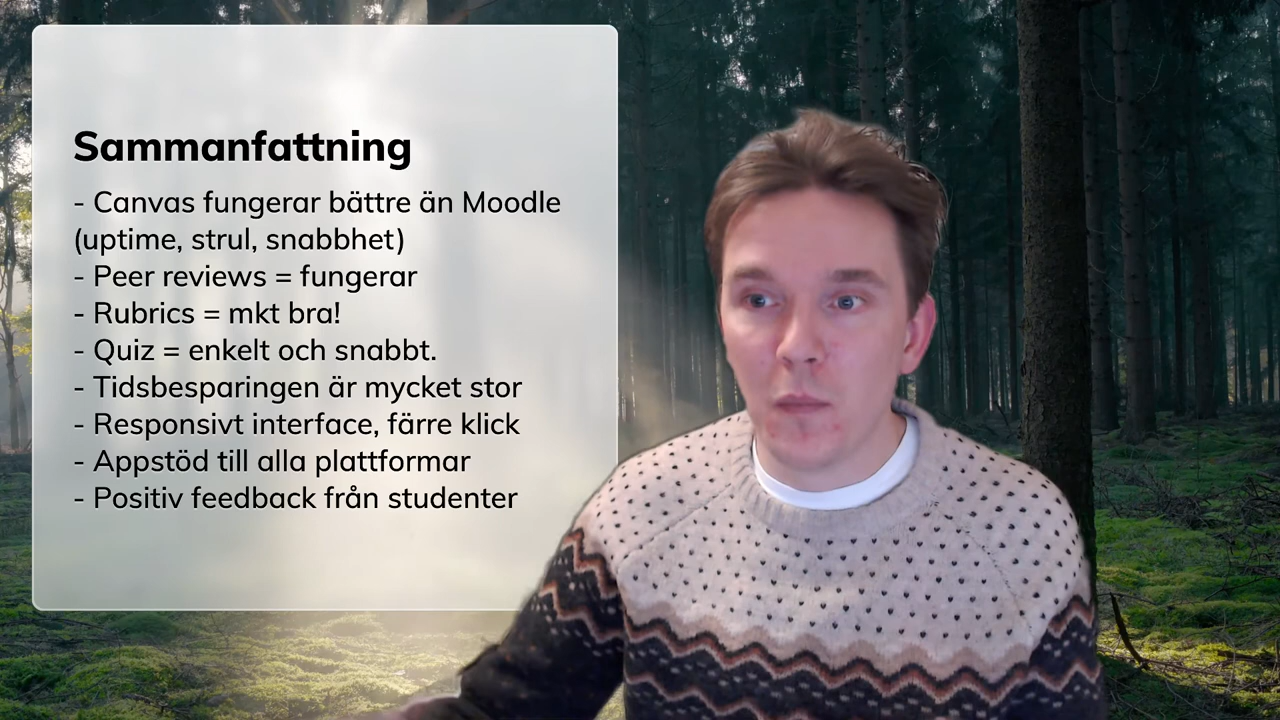 Sammanfattning
- Canvas fungerar bättre än Moodle
(uptime, strul, snabbhet)
- Peer reviews = fungerar
- Rubrics = mkt bra!
- Quiz = enkelt och snabbt.
- Tidsbesparingen är mycket stor
- Responsivt interface, färre klick
- Appstöd till alla plattformar
- Positiv feedback från studenter